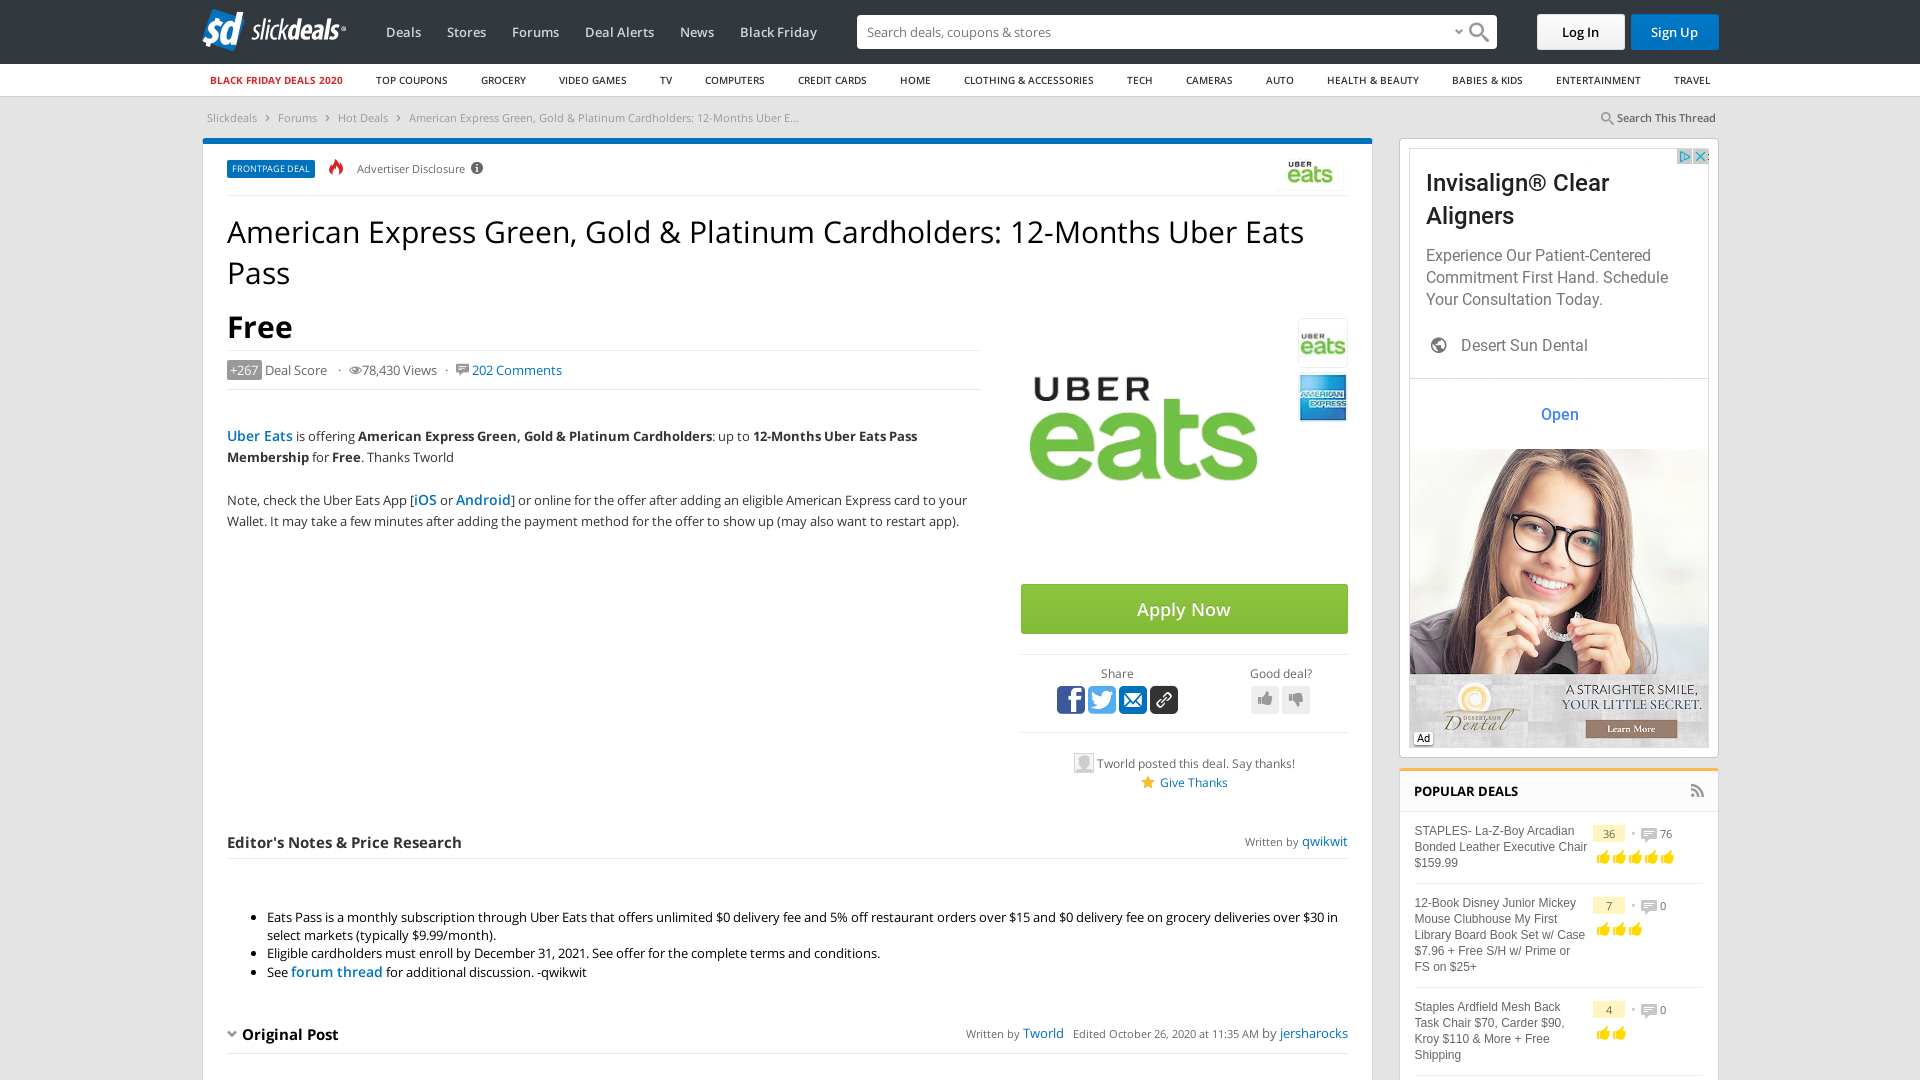 sd slickdeals
Deals Stores Forums Deal Alerts News Black Friday
Search deals, coupons & stores
Log In Sign Up
BLACK FRIDAY DEALS 2020 TOP COUPONS GROCERY VIDEO GAMES TV COMPUTERS CREDIT CARDS HOME CLOTHING & ACCESSORIES TECH CAMERAS AUTO HEALTH & BEAUTY BABIES & KIDS ENTERTAINMENT TRAVEL
Slickdeals > Forums > Hot Deals > American Express Green, Gold & Platinum Cardholders: 12-Months Uber E...
Search This Thread
FRONTPAGE DEAL Advertiser Disclosure
UBER
eats
American Express Green, Gold & Platinum Cardholders: 12-Months Uber Eats
Pass
Free
+267 Deal Score · 78,430 Views · 202 Comments
Uber Eats is offering American Express Green, Gold & Platinum Cardholders: up to 12-Months Uber Eats Pass
Membership for Free. Thanks Tworld
Note, check the Uber Eats App [iOS or Android] or online for the offer after adding an eligible American Express card to your
Wallet. It may take a few minutes after adding the payment method for the offer to show up (may also want to restart app).
UBER
eats
UBER
eats
AMERICAN
EXPRESS
Apply Now
Share
Good deal?
Tworld posted this deal. Say thanks!
Give Thanks
Editor's Notes & Price Research
Written by qwikwit
• Eats Pass is a monthly subscription through Uber Eats that offers unlimited $0 delivery fee and 5% off restaurant orders over $15 and $0 delivery fee on grocery deliveries over $30 in
select markets (typically $9.99/month).
• Eligible cardholders must enroll by December 31, 2021. See offer for the complete terms and conditions.
• See forum thread for additional discussion. -qwikwit
Original Post
Written by Tworld Edited October 26, 2020 at 11:35 AM by jersharocks
Invisalign® Clear
Aligners
Experience Our Patient-Centered
Commitment First Hand. Schedule
Your Consultation Today.
Desert Sun Dental
Open
A STRAIGHTER SMILE,
YOUR LITTLE SECRET.
DESERT SUN
Dental
Learn More
Ad
POPULAR DEALS
STAPLES- La-Z-Boy Arcadian
Bonded Leather Executive Chair
$159.99
36 • 76
12-Book Disney Junior Mickey
Mouse Clubhouse My First
Library Board Book Set w/ Case
$7.96 + Free S/H w/ Prime or
FS on $25+
7 • 0
Staples Ardfield Mesh Back
Task Chair $70, Carder $90,
Kroy $110 & More + Free
Shipping
4 • 0